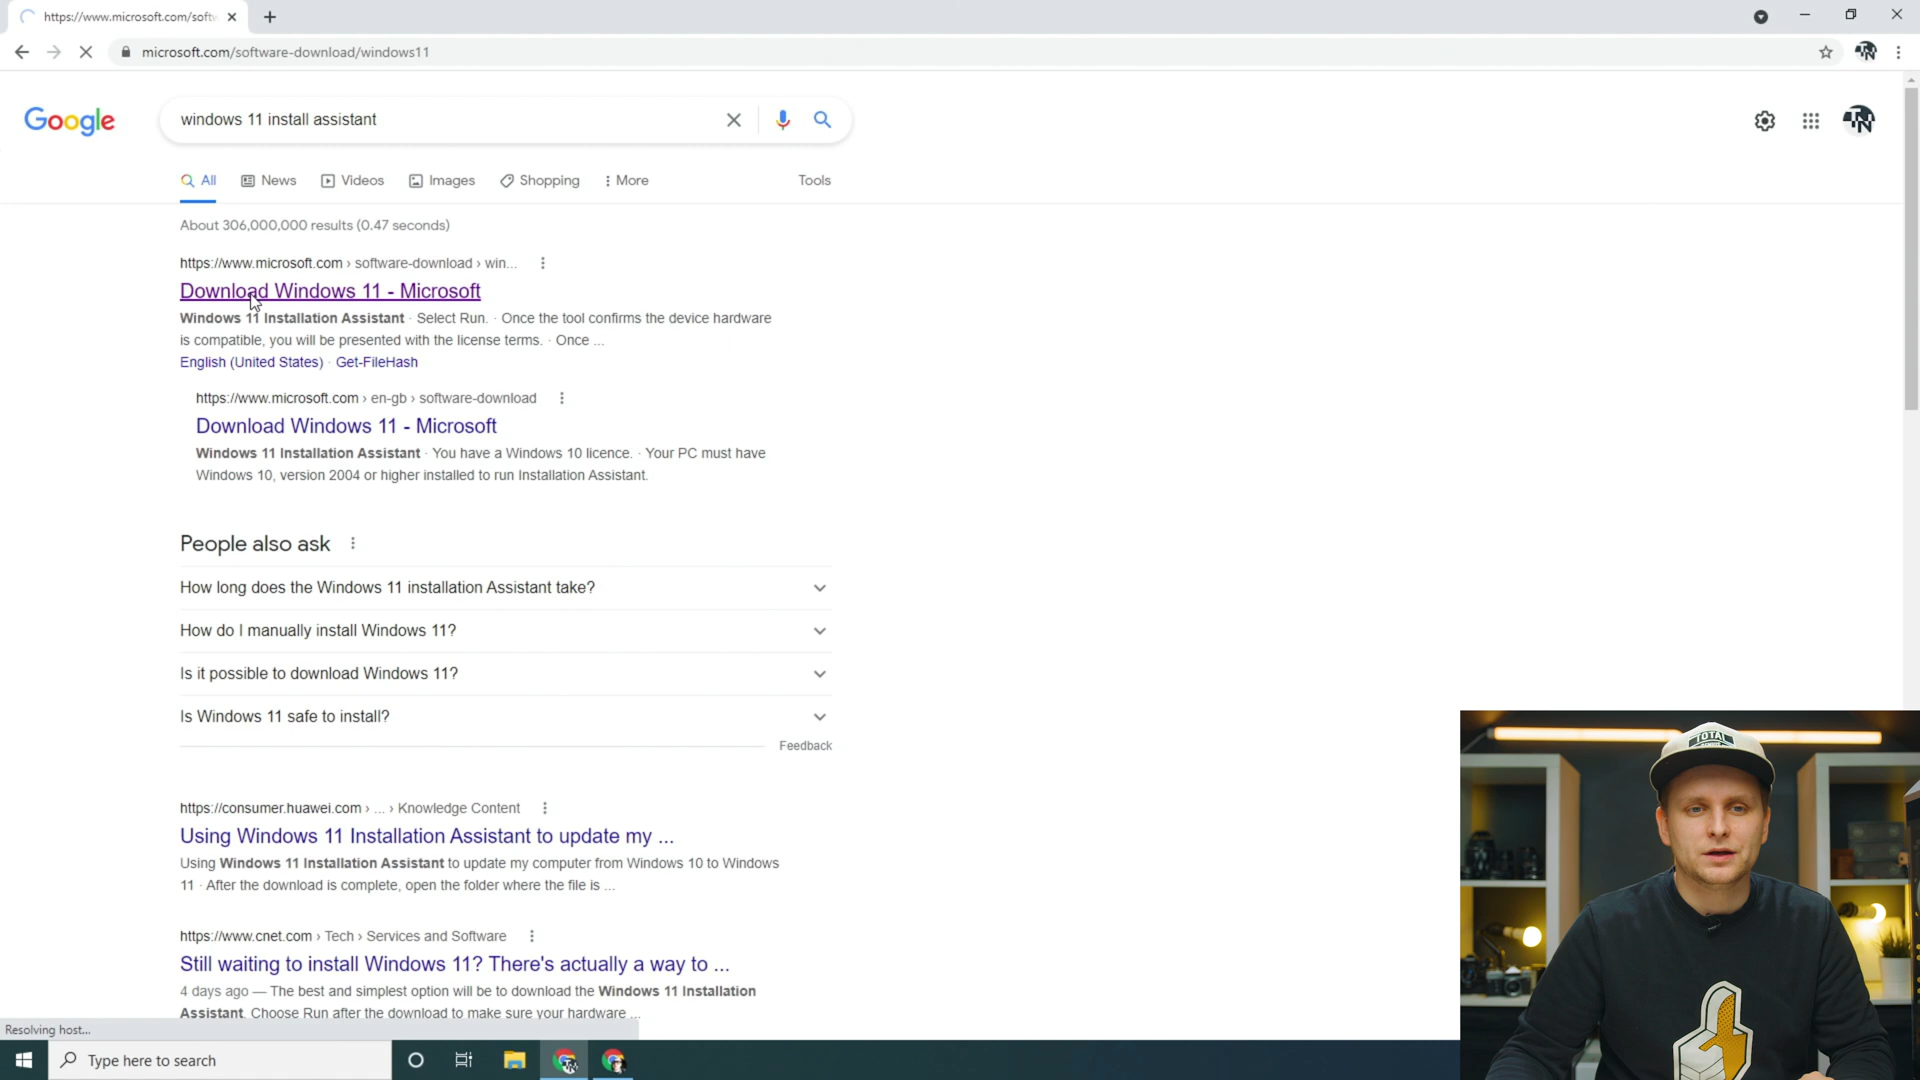 https://www.microsoft.com/softw
microsoft.com/software-download/windows11
Google
windows 11 install assistant
All
News
Videos
Images
Shopping
More
Tools
About 306,000,000 results (0.47 seconds)
https://www.microsoft.com › software-download › win...
Download Windows 11 - Microsoft
Windows 11 Installation Assistant · Select Run. · Once the tool confirms the device hardware
is compatible, you will be presented with the license terms. · Once ...
English (United States) · Get-FileHash
https://www.microsoft.com › en-gb › software-download
Download Windows 11 - Microsoft
Windows 11 Installation Assistant · You have a Windows 10 licence. · Your PC must have
Windows 10, version 2004 or higher installed to run Installation Assistant.
People also ask
How long does the Windows 11 installation Assistant take?
How do I manually install Windows 11?
Is it possible to download Windows 11?
Is Windows 11 safe to install?
Feedback
https://consumer.huawei.com › ... › Knowledge Content
Using Windows 11 Installation Assistant to update my ...
Using Windows 11 Installation Assistant to update my computer from Windows 10 to Windows
11 · After the download is complete, open the folder where the file is ...
https://www.cnet.com › Tech › Services and Software
Still waiting to install Windows 11? There's actually a way to ...
4 days ago — The best and simplest option will be to download the Windows 11 Installation
Assistant. Choose Run after the download to make sure your hardware ...
Resolving host...
Type here to search
TOTAL